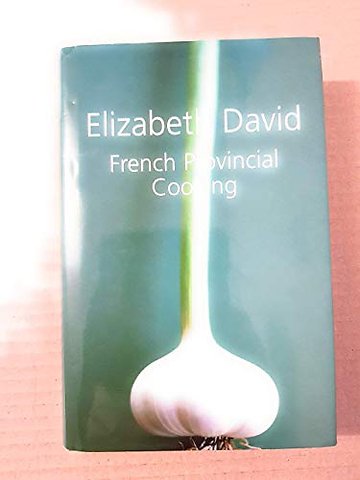 Elizabeth David
French Provincial
Cooking